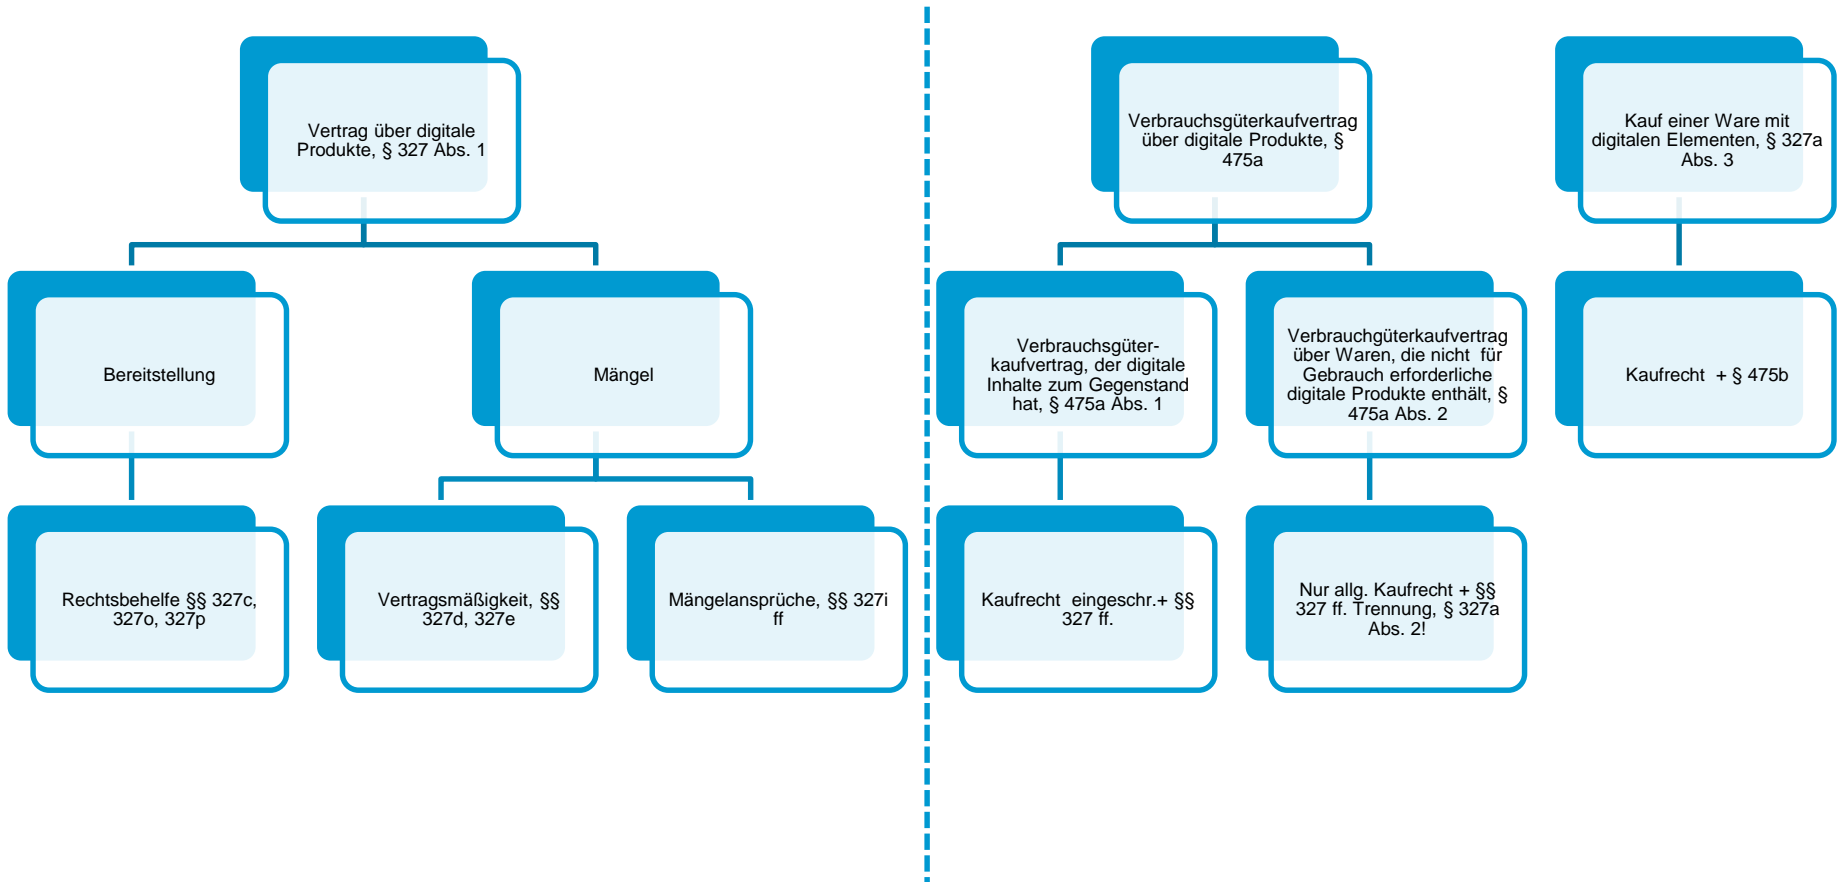 Vertrag über digitale
Produkte, § 327 Abs. 1
Verbrauchsgüterkaufvertrag
über digitale Produkte, §
475a
Kauf einer Ware mit
digitalen Elementen, § 327a
Abs. 3
Bereitstellung
Mängel
Verbrauchsgüter-
kaufvertrag, der digitale
Inhalte zum Gegenstand
hat, § 475a Abs. 1
Verbrauchgüterkaufvertrag
über Waren, die nicht für
Gebrauch erforderliche
digitale Produkte enthält, §
475a Abs. 2
Kaufrecht + § 475b
Rechtsbehelfe §§ 327c,
327o, 327p
Vertragsmäßigkeit, §§
327d, 327e
Mängelansprüche, §§ 327i
ff
Kaufrecht eingeschr.+ §§
327 ff.
Nur allg. Kaufrecht + §§
327 ff. Trennung, § 327a
Abs. 2!